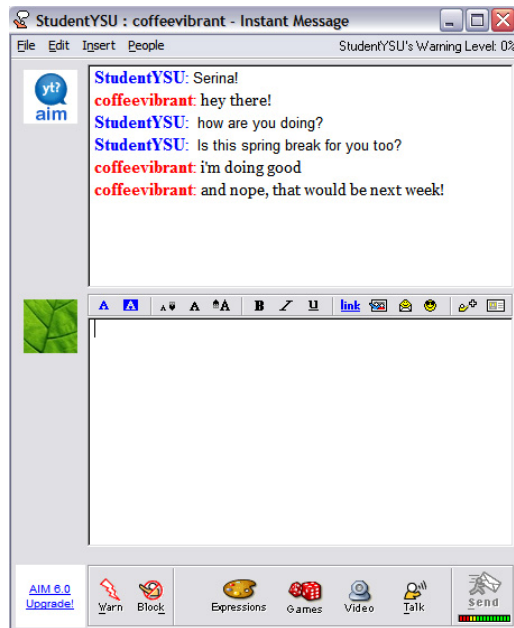 StudentYSU : coffeevibrant - Instant Message
File Edit Insert People StudentYSU's Warning Level: 0%
yt?
aim
StudentYSU: Serina!
coffeevibrant: hey there!
StudentYSU: how are you doing?
StudentYSU: Is this spring break for you too?
coffeevibrant: i'm doing good
coffeevibrant: and nope, that would be next week!
A A A A A B I U link
AIM 6.0
Upgrade!
Warn Block Expressions Games Video Talk Send